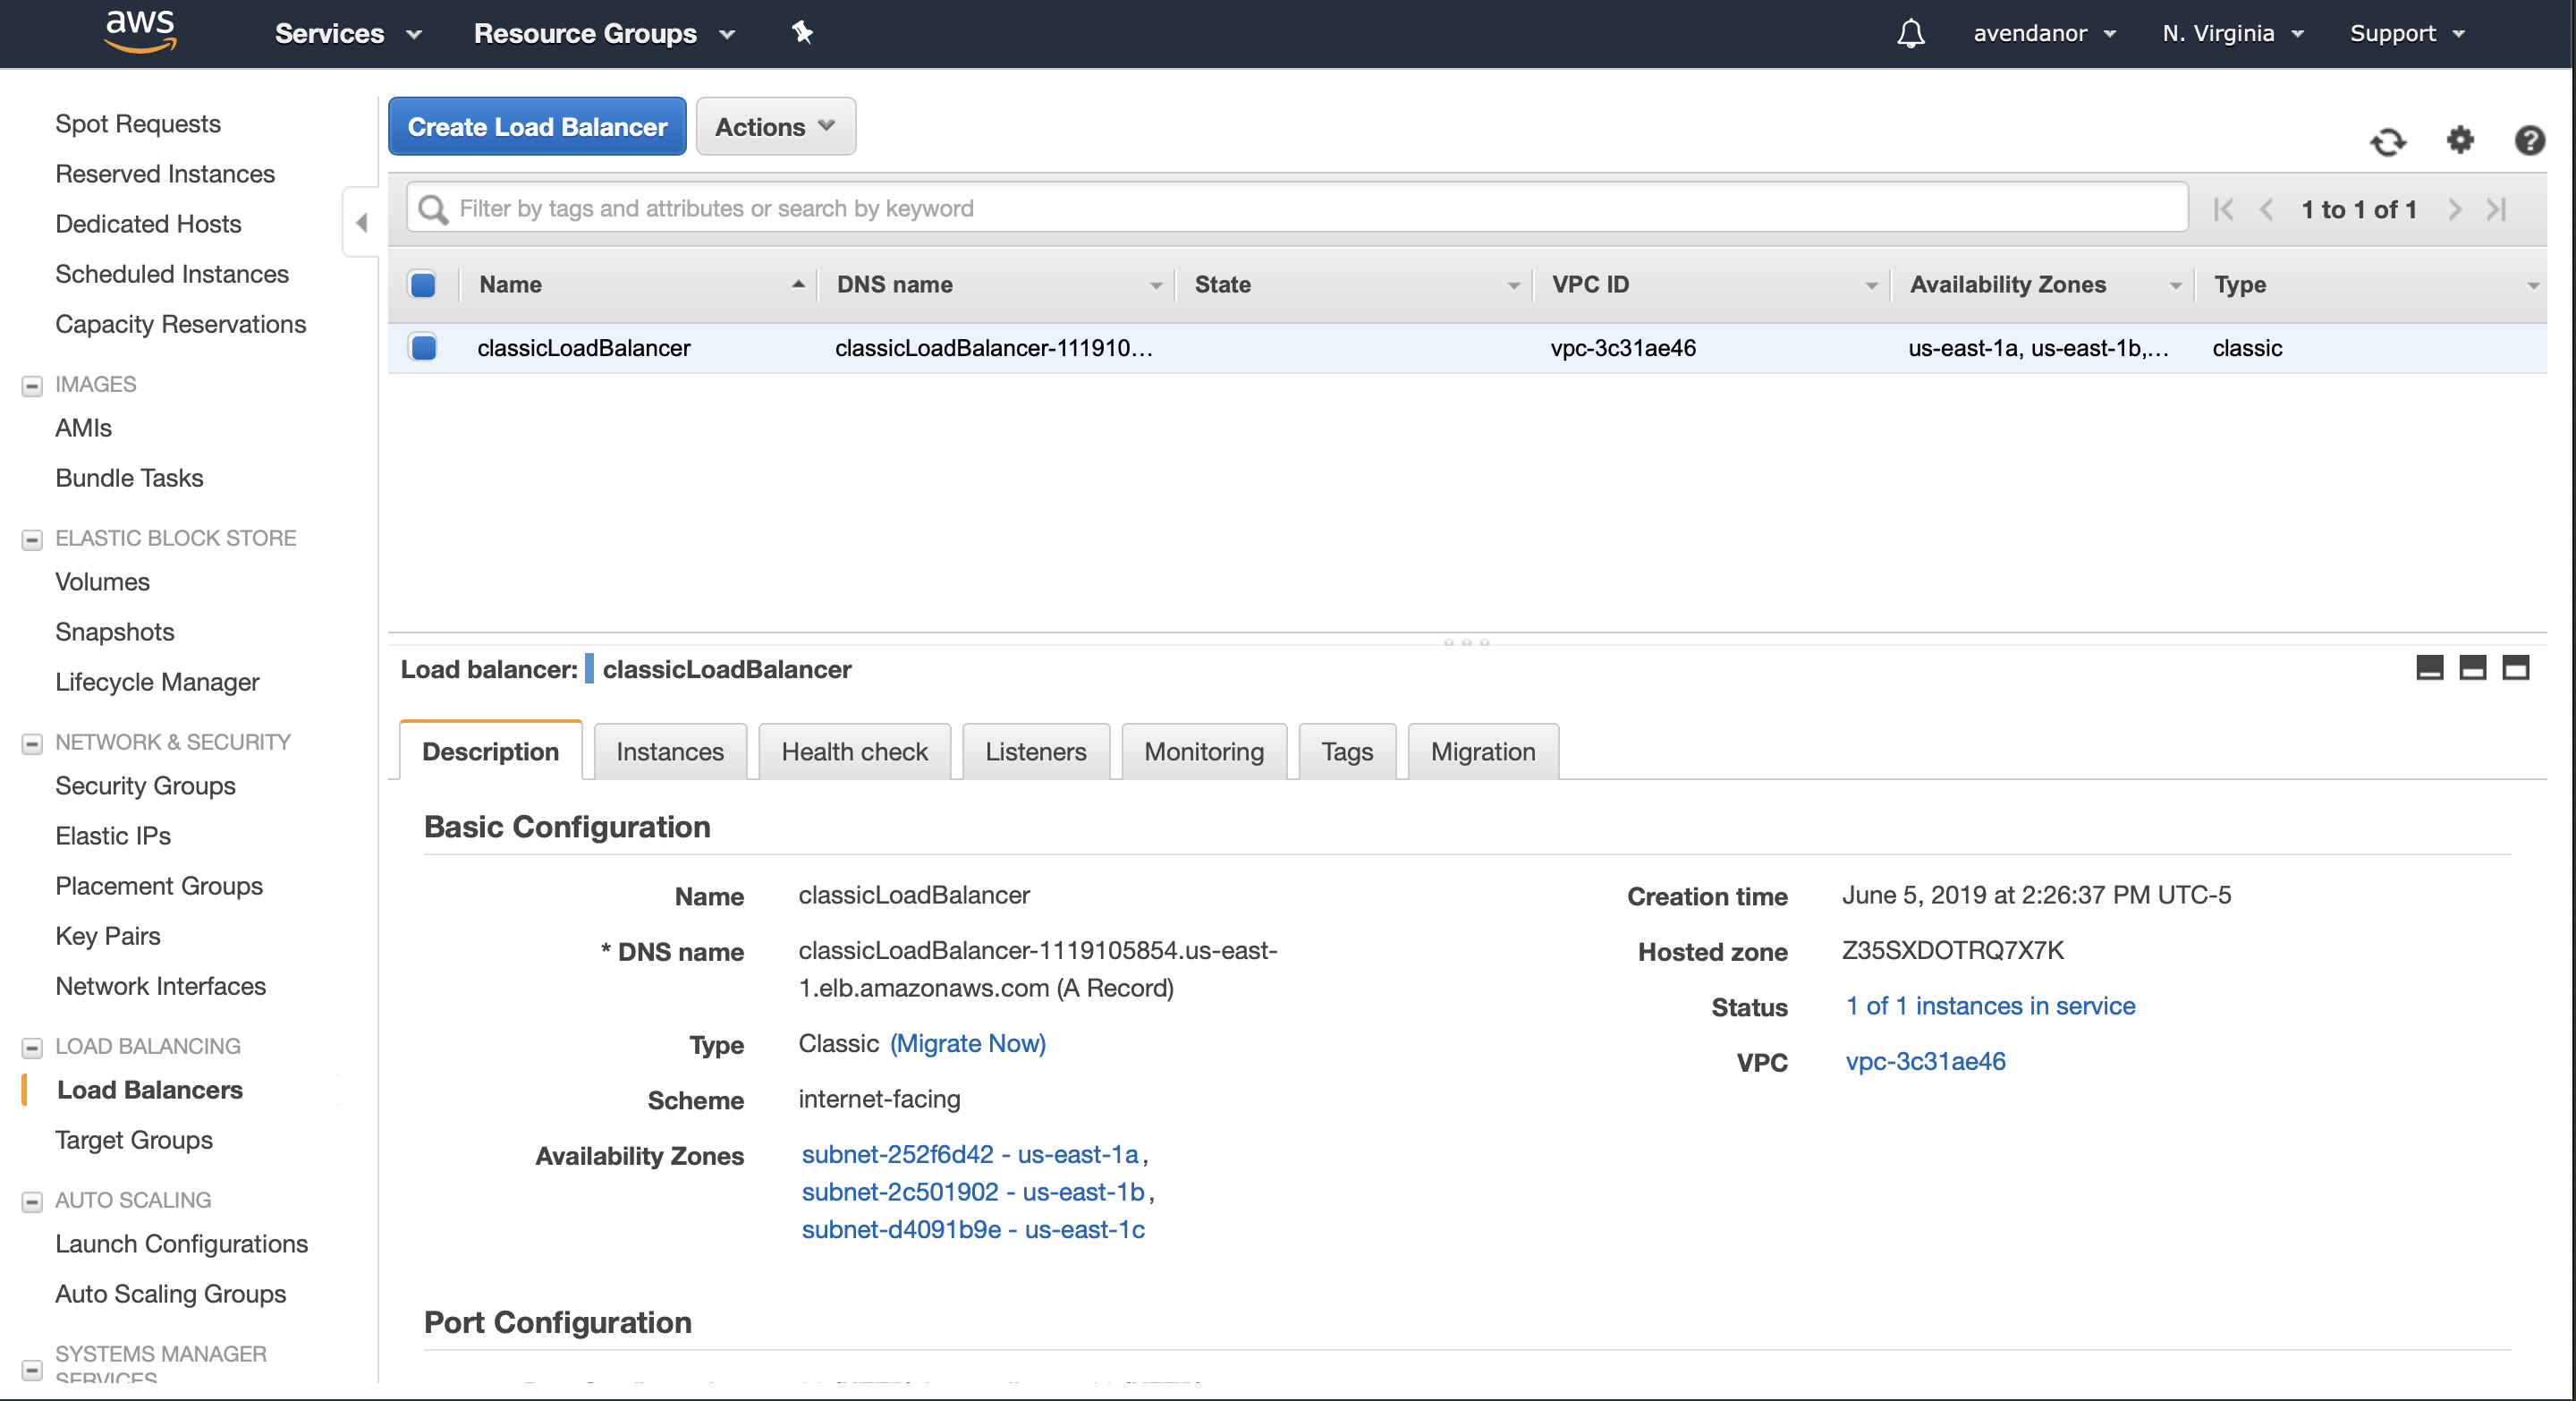 aws Services Resource Groups avendanor N. Virginia Support
Spot Requests
Reserved Instances
Dedicated Hosts
Scheduled Instances
Capacity Reservations
IMAGES
AMIs
Bundle Tasks
ELASTIC BLOCK STORE
Volumes
Snapshots
Lifecycle Manager
NETWORK & SECURITY
Security Groups
Elastic IPs
Placement Groups
Key Pairs
Network Interfaces
LOAD BALANCING
Load Balancers
Target Groups
AUTO SCALING
Launch Configurations
Auto Scaling Groups
SYSTEMS MANAGER
SERVICES
Create Load Balancer Actions
Filter by tags and attributes or search by keyword 1 to 1 of 1
Name DNS name State VPC ID Availability Zones Type
classicLoadBalancer classicLoadBalancer-111910... vpc-3c31ae46 us-east-1a, us-east-1b,... classic
Load balancer: classicLoadBalancer
Description Instances Health check Listeners Monitoring Tags Migration
Basic Configuration
Name classicLoadBalancer
* DNS name classicLoadBalancer-1119105854.us-east-
1.elb.amazonaws.com (A Record)
Type Classic (Migrate Now)
Scheme internet-facing
Availability Zones subnet-252f6d42 - us-east-1a,
subnet-2c501902 - us-east-1b,
subnet-d4091b9e - us-east-1c
Creation time June 5, 2019 at 2:26:37 PM UTC-5
Hosted zone Z35SXDOTRQ7X7K
Status 1 of 1 instances in service
VPC vpc-3c31ae46
Port Configuration